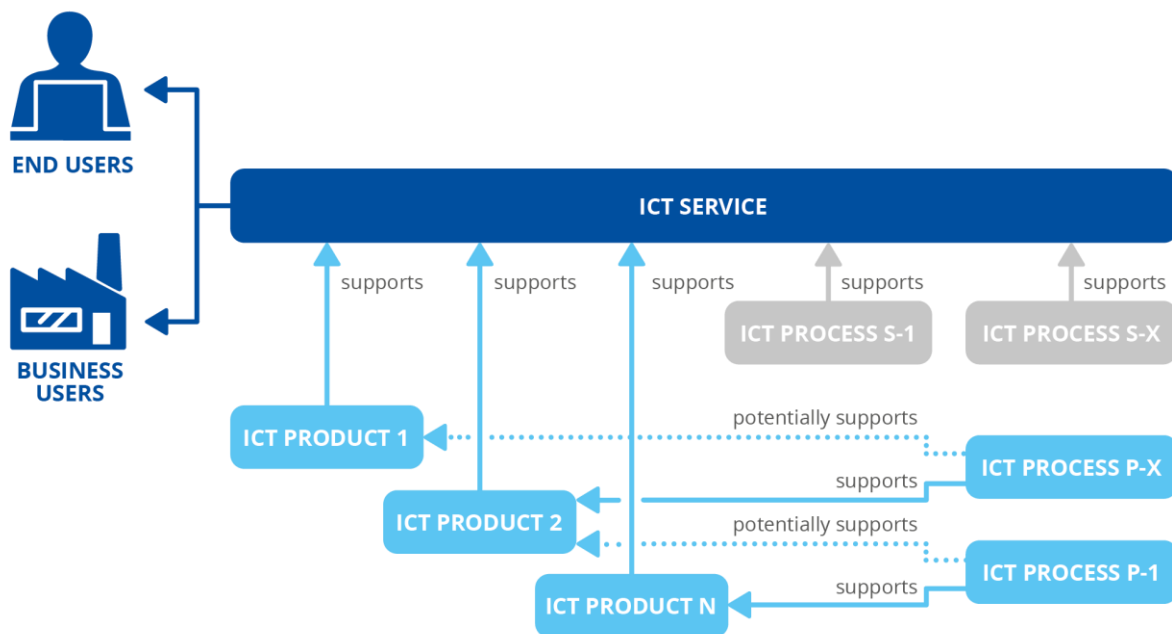 END USERS
ICT SERVICE
supports
supports
supports
supports
supports
ICT PROCESS S-1
ICT PROCESS S-X
BUSINESS
USERS
ICT PRODUCT 1
potentially supports
ICT PROCESS P-X
supports
ICT PRODUCT 2
potentially supports
ICT PROCESS P-1
supports
ICT PRODUCT N